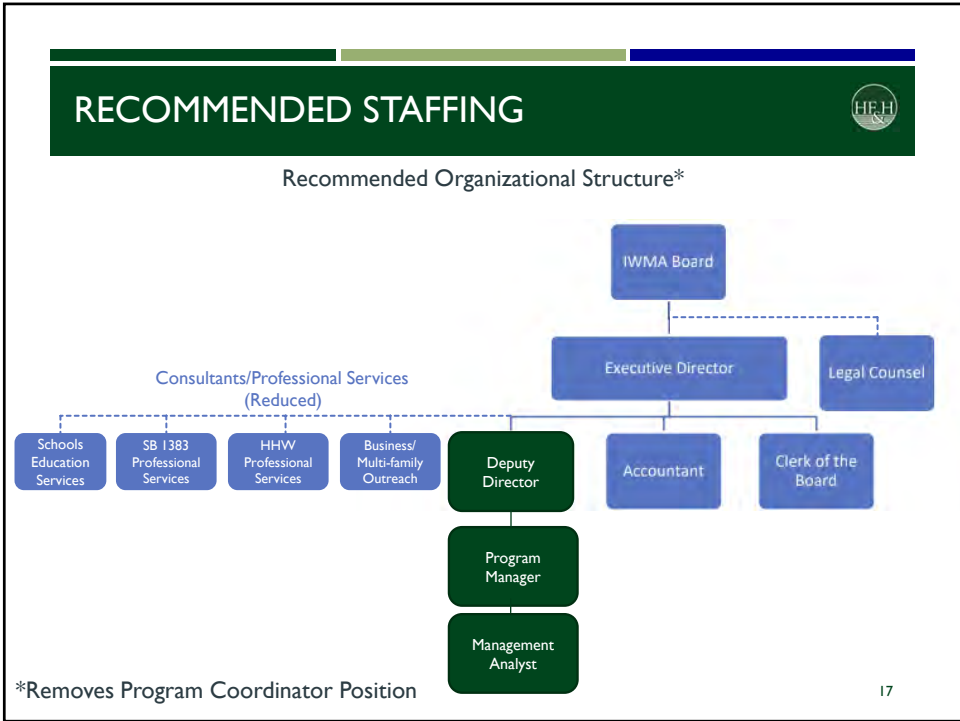 RECOMMENDED STAFFING
HF&H
Recommended Organizational Structure*
IWMA Board
Executive Director
Legal Counsel
Consultants/Professional Services
(Reduced)
Schools
Education
Services
SB 1383
Professional
Services
HHW
Professional
Services
Business/
Multi-family
Outreach
Deputy
Director
Accountant
Clerk of the
Board
Program
Manager
Management
Analyst
*Removes Program Coordinator Position
17